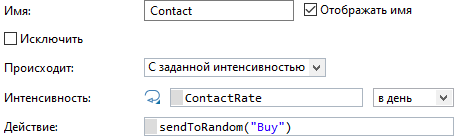 Имя: Contact Отображать имя
Исключить
Происходит: С заданной интенсивностью
Интенсивность: ContactRate в день
Действие: sendToRandom("Buy")